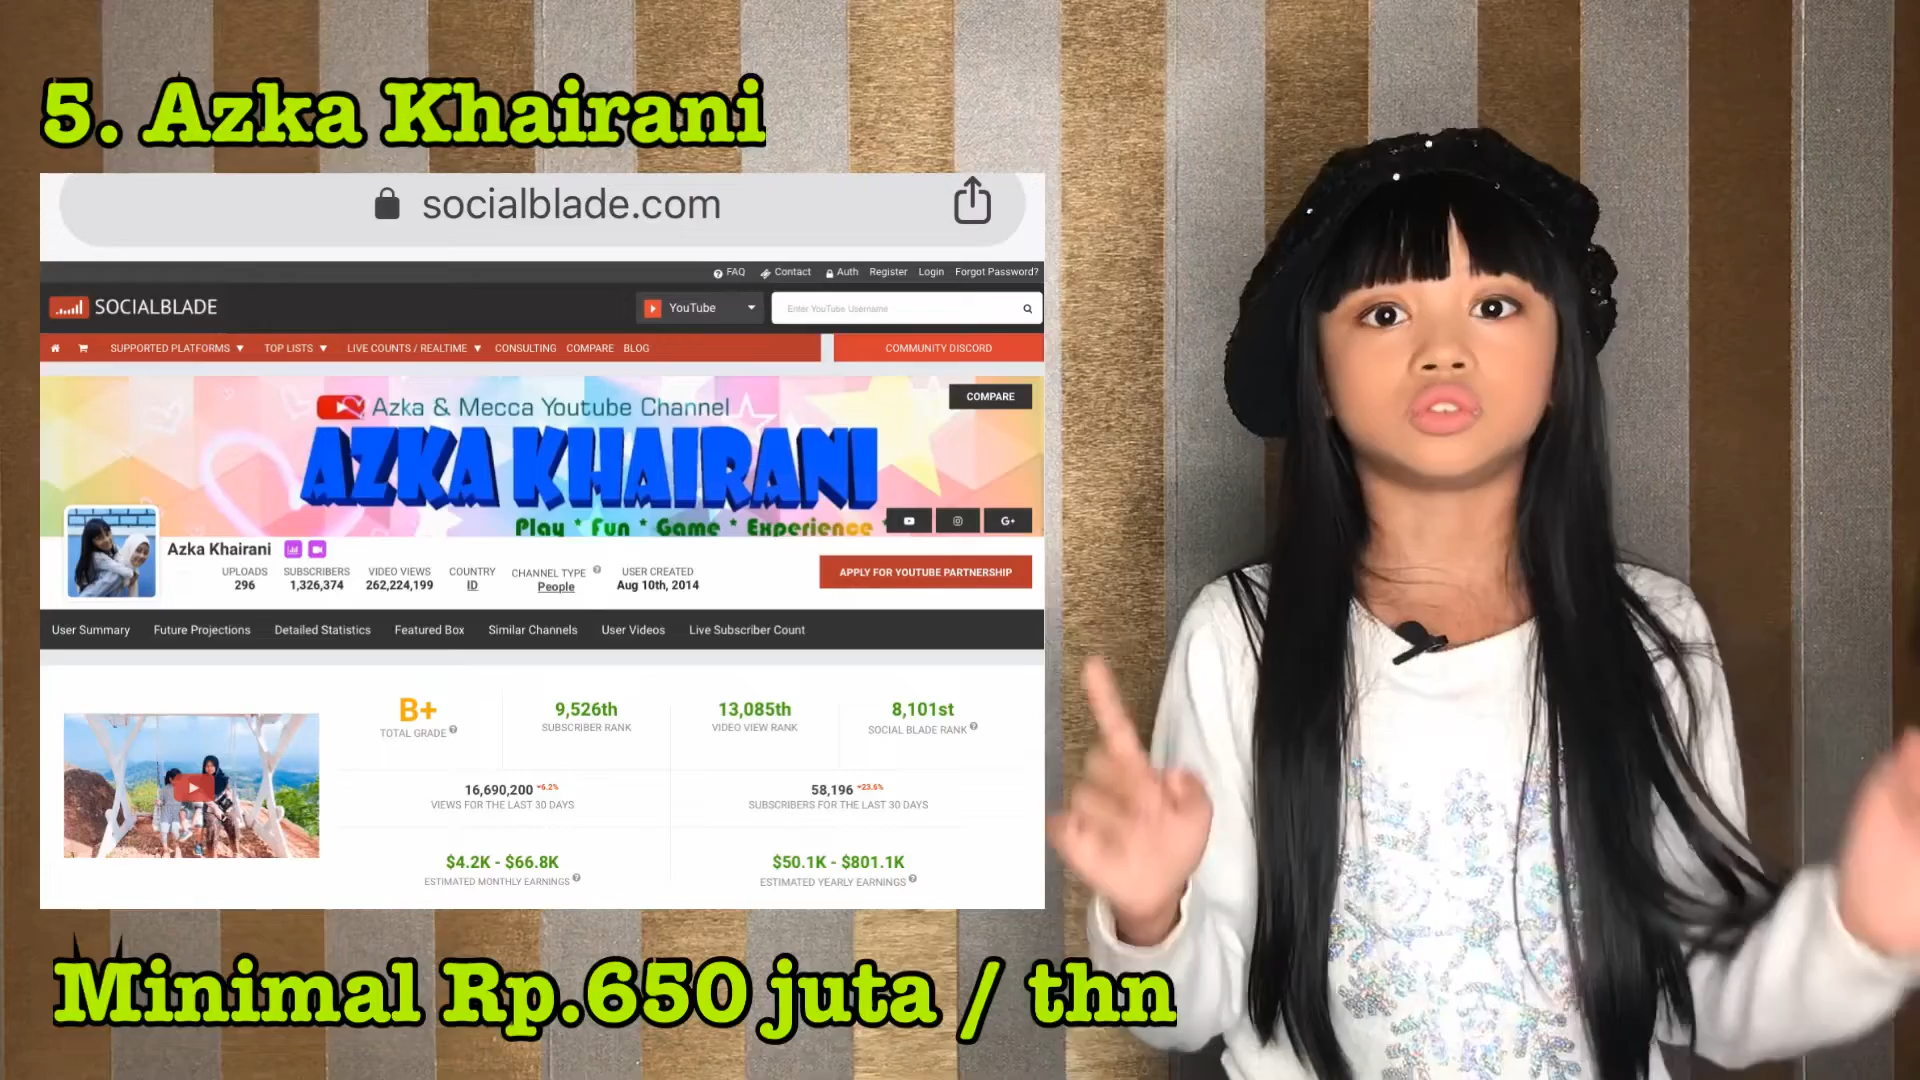 5. Azka Khairani
socialblade.com
FAQ Contact Auth Register Login Forgot Password?
SOCIALBLADE
YouTube
Enter YouTube Username
SUPPORTED PLATFORMS TOP LISTS LIVE COUNTS / REALTIME CONSULTING COMPARE BLOG
COMMUNITY DISCORD
COMPARE
Azka & Mecca Youtube Channel
AZKA KHAIRANI
Play * Fun * Game * Experience *
G+
Azka Khairani
UPLOADS SUBSCRIBERS VIDEO VIEWS COUNTRY CHANNEL TYPE USER CREATED
296 1,326,374 262,224,199 ID People Aug 10th, 2014
APPLY FOR YOUTUBE PARTNERSHIP
User Summary Future Projections Detailed Statistics Featured Box Similar Channels User Videos Live Subscriber Count
B+ 9,526th 13,085th 8,101st
TOTAL GRADE SUBSCRIBER RANK VIDEO VIEW RANK SOCIAL BLADE RANK
16,690,200 -6.2% 58,196 -23.6%
VIEWS FOR THE LAST 30 DAYS SUBSCRIBERS FOR THE LAST 30 DAYS
$4.2K - $66.8K $50.1K - $801.1K
ESTIMATED MONTHLY EARNINGS ESTIMATED YEARLY EARNINGS
Minimal Rp.650 juta / thn